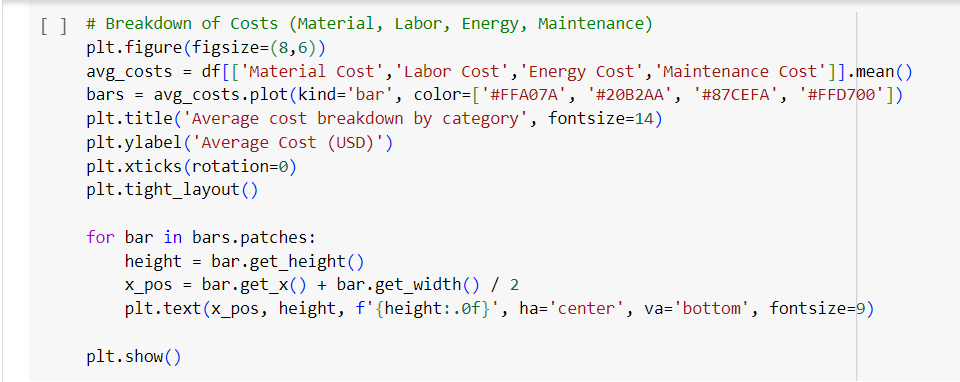 [ ] # Breakdown of Costs (Material, Labor, Energy, Maintenance)
plt.figure(figsize=(8,6))
avg_costs = df[['Material Cost','Labor Cost','Energy Cost','Maintenance Cost']].mean()
bars = avg_costs.plot(kind='bar', color=['#FFA07A', '#20B2AA', '#87CEFA', '#FFD700'])
plt.title('Average cost breakdown by category', fontsize=14)
plt.ylabel('Average Cost (USD)')
plt.xticks(rotation=0)
plt.tight_layout()

for bar in bars.patches:
    height = bar.get_height()
    x_pos = bar.get_x() + bar.get_width() / 2
    plt.text(x_pos, height, f'{height:.0f}', ha='center', va='bottom', fontsize=9)

plt.show()